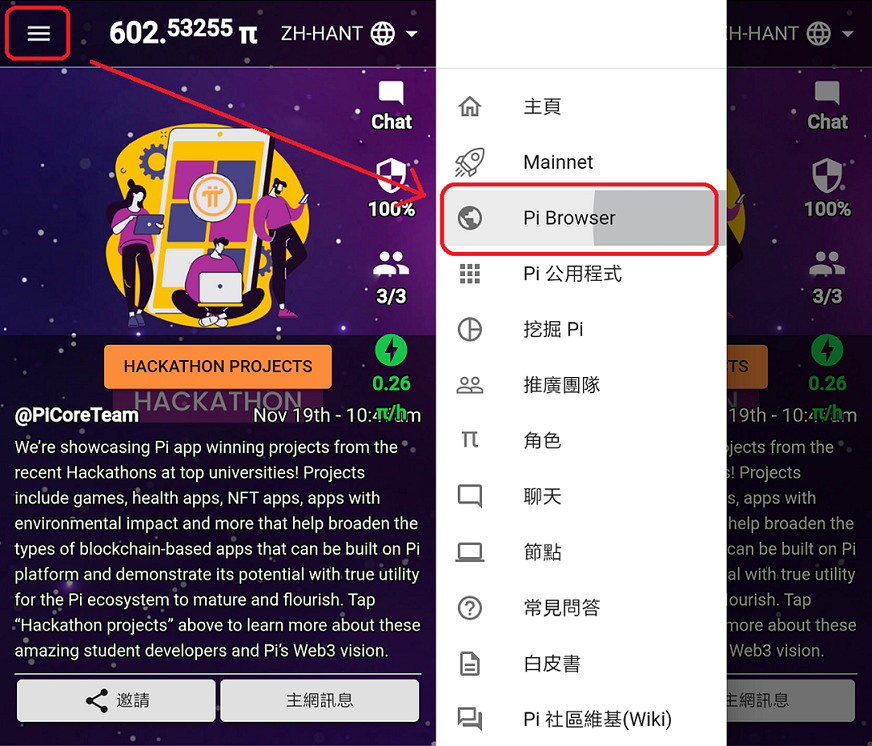 602.53255 π
ZH-HANT
Chat
100%
3/3
HACKATHON PROJECTS
0.26
π/h
HACKATHON
@PiCoreTeam
Nov 19th - 10:4 am
We're showcasing Pi app winning projects from the
recent Hackathons at top universities! Projects
include games, health apps, NFT apps, apps with
environmental impact and more that help broaden the
types of blockchain-based apps that can be built on Pi
platform and demonstrate its potential with true utility
for the Pi ecosystem to mature and flourish. Tap
“Hackathon projects” above to learn more about these
amazing student developers and Pi's Web3 vision.
邀請
主網訊息
主頁
Mainnet
Pi Browser
Pi 公用程式
挖掘 Pi
推廣團隊
π 角色
聊天
節點
常見問答
白皮書
Pi 社區維基(Wiki)
H-HANT
Chat
100%
3/3
TS
0.26
π/h
19th - 10:4 am
jects from the
s! Projects
s, apps with
help broaden the
can be built on Pi
al with true utility
lourish. Tap
more about these
Web3 vision.
主網訊息